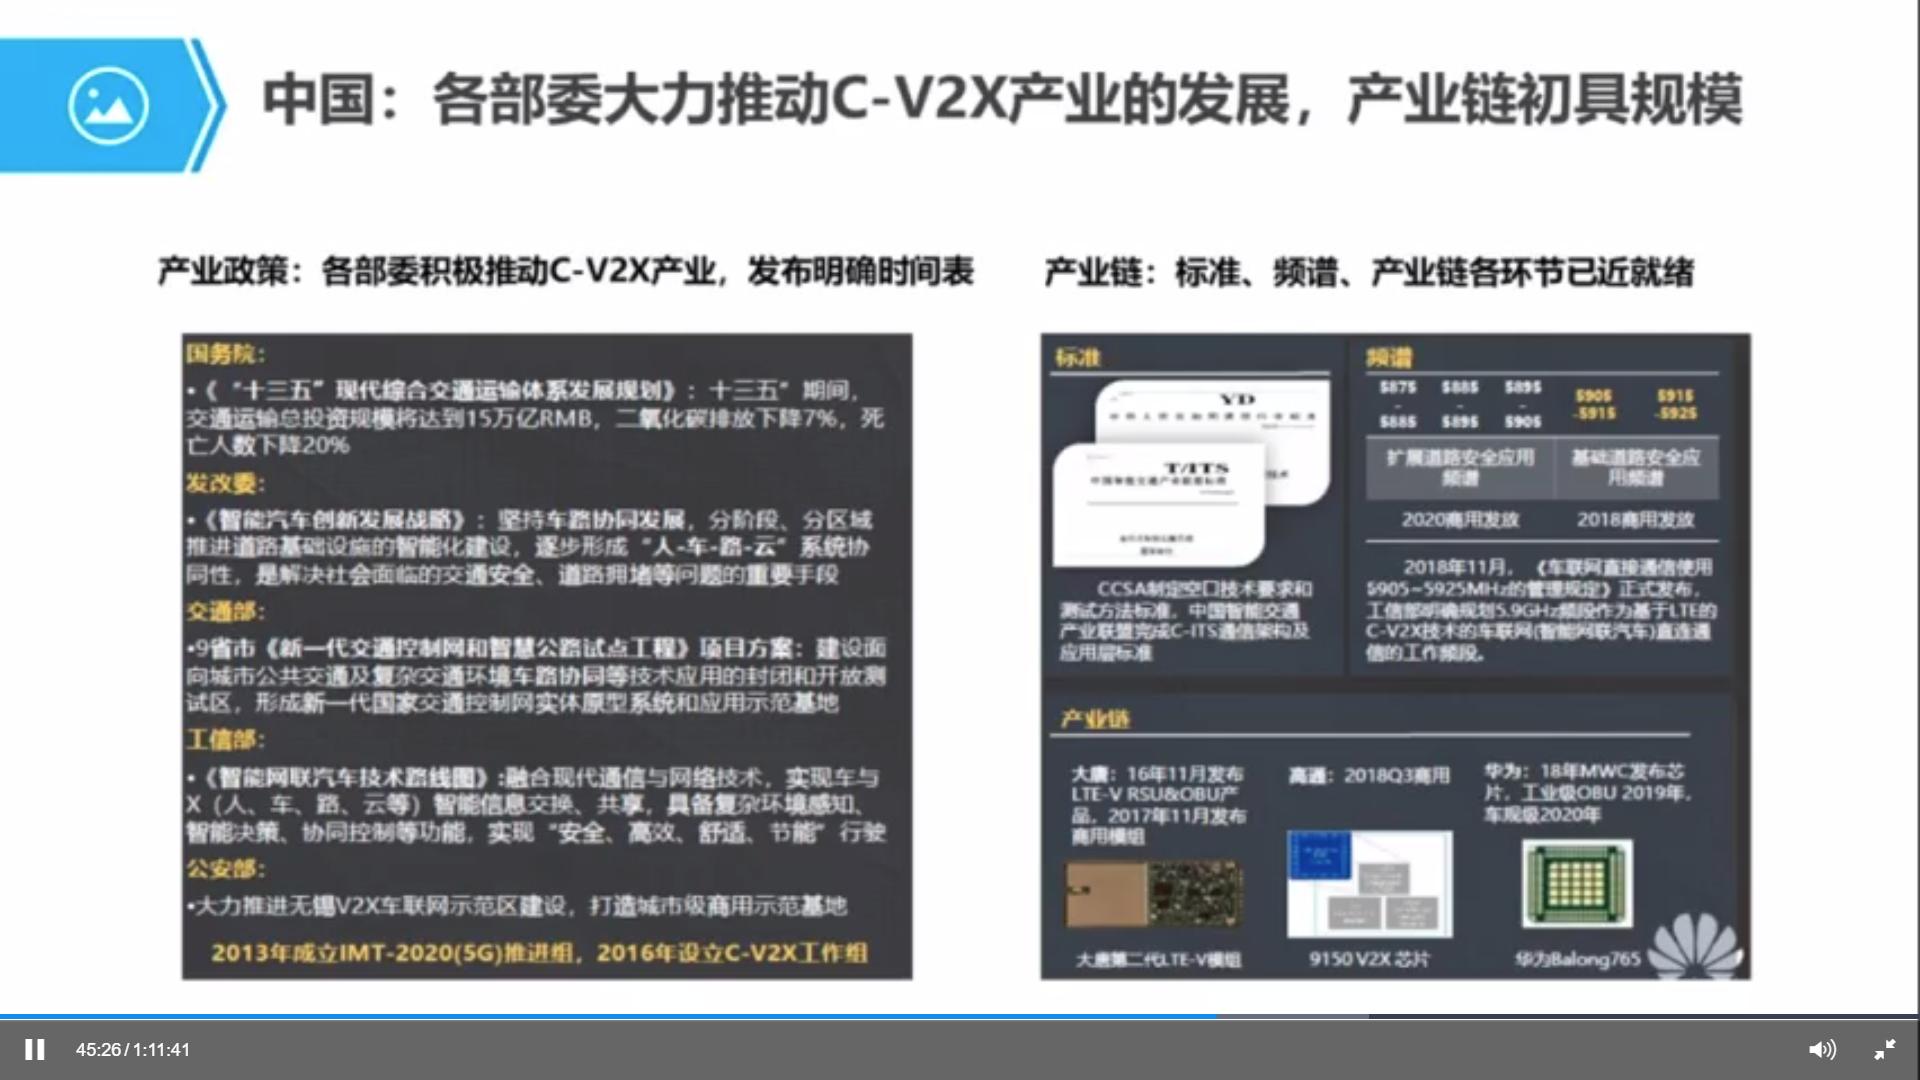 中国：各部委大力推动C-V2X产业的发展，产业链初具规模
产业政策：各部委积极推动C-V2X产业，发布明确时间表
国务院：
•《“十三五”现代综合交通运输体系发展规划》：十三五”期间，
交通运输总投资规模将达到15万亿RMB，二氧化碳排放下降7%，死
亡人数下降20%
发改委：
•《智能汽车创新发展战略》：坚持车路协同发展，分阶段、分区域
推进道路基础设施的智能化建设，逐步形成“人-车-路-云”系统协
同性，是解决社会面临的交通安全、道路拥堵等问题的重要手段
交通部：
•9省市《新一代交通控制网和智慧公路试点工程》项目方案：建设面
向城市公共交通及复杂交通环境车路协同等技术应用的封闭和开放测
试区，形成新一代国家交通控制网实体原型系统和应用示范基地
工信部：
•《智能网联汽车技术路线图》:融合现代通信与网络技术，实现车与
X（人、车、路、云等）智能信息交换、共享，具备复杂环境感知、
智能决策、协同控制等功能，实现“安全、高效、舒适、节能”行驶
公安部：
•大力推进无锡V2X车联网示范区建设，打造城市级商用示范基地
2013年成立IMT-2020(5G)推进组，2016年设立C-V2X工作组
产业链：标准、频谱、产业链各环节已近就绪
标准
YD
T/ITS
CCSA制定空口技术要求和
测试方法标准，中国智能交通
产业联盟完成C-ITS通信架构及
应用层标准
频谱
5875 5885 5895 5905 5915
- - - -5915 -5925
5885 5895 5905
扩展道路安全应用 基础道路安全应
频谱 用频谱
2020商用发放 2018商用发放
2018年11月，《车联网直接通信使用
5905~5925MHz的管理规定》正式发布，
工信部明确规划5.9GHz频段作为基于LTE的
C-V2X技术的车联网(智能网联汽车)直连通
信的工作频段。
产业链
大唐：16年11月发布
LTE-V RSU&OBU产
品，2017年11月发布
商用模组
大唐第二代LTE-V模组
高通：2018Q3商用
9150 V2X 芯片
华为：18年MWC发布芯
片，工业级OBU 2019年，
车规级2020年
华为Balong765
45:26 / 1:11:41